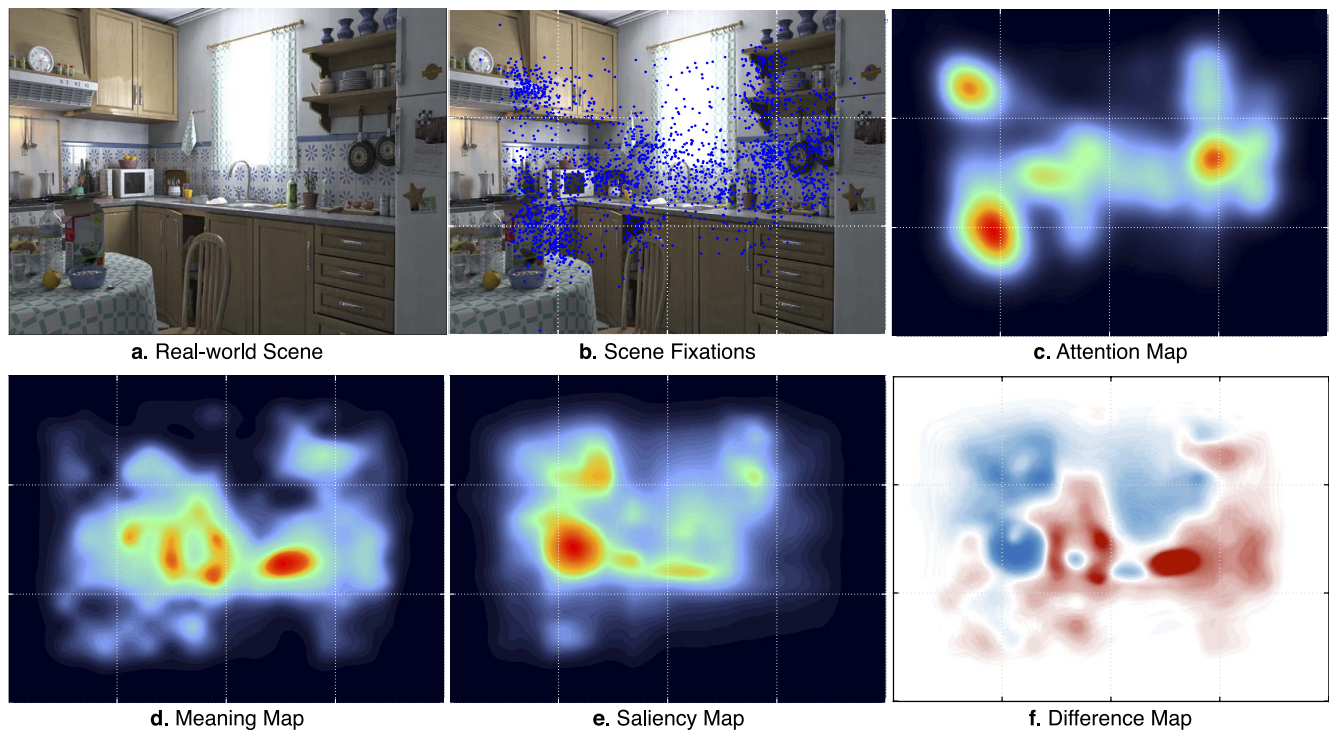 a. Real-world Scene
b. Scene Fixations
c. Attention Map
d. Meaning Map
e. Saliency Map
f. Difference Map